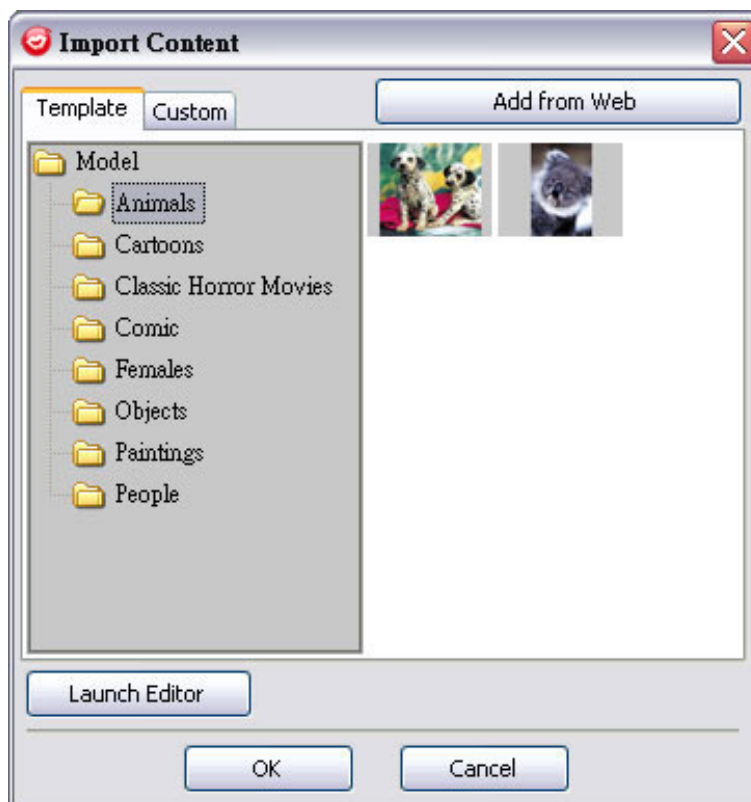 Import Content
Template
Custom
Add from Web
Model
Animals
Cartoons
Classic Horror Movies
Comic
Females
Objects
Paintings
People
Launch Editor
OK
Cancel